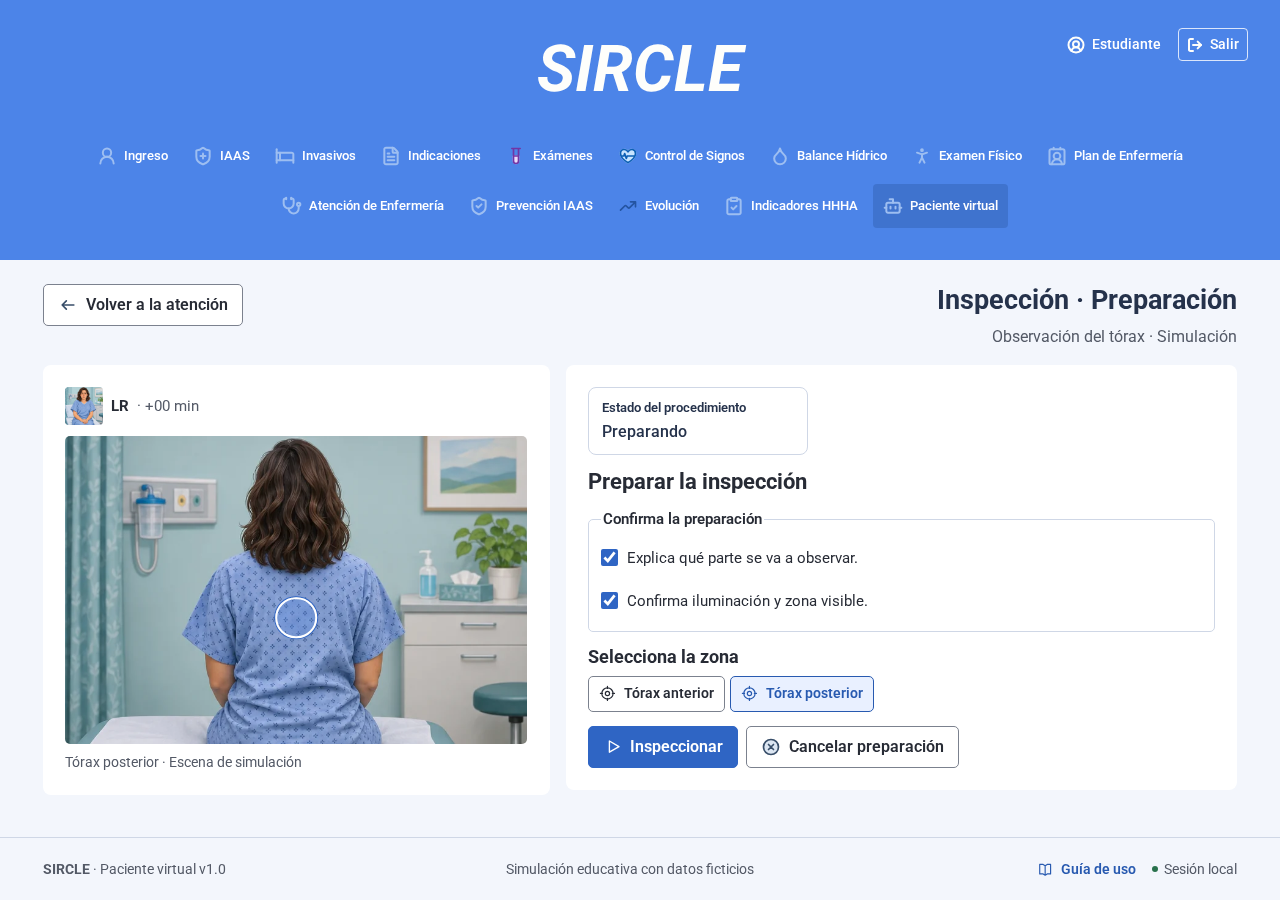 SIRCLE
Estudiante
Salir
Ingreso
IAAS
Invasivos
Indicaciones
Exámenes
Control de Signos
Balance Hídrico
Examen Físico
Plan de Enfermería
Atención de Enfermería
Prevención IAAS
Evolución
Indicadores HHHA
Paciente virtual
Volver a la atención
Inspección · Preparación
Observación del tórax · Simulación
LR · +00 min
Tórax posterior · Escena de simulación
Estado del procedimiento
Preparando
Preparar la inspección
Confirma la preparación
Explica qué parte se va a observar.
Confirma iluminación y zona visible.
Selecciona la zona
Tórax anterior
Tórax posterior
Inspeccionar
Cancelar preparación
SIRCLE · Paciente virtual v1.0
Simulación educativa con datos ficticios
Guía de uso
Sesión local